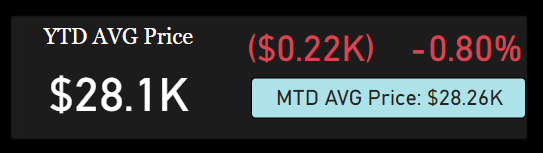 YTD AVG Price
$28.1K
($0.22K) -0.80%
MTD AVG Price: $28.26K